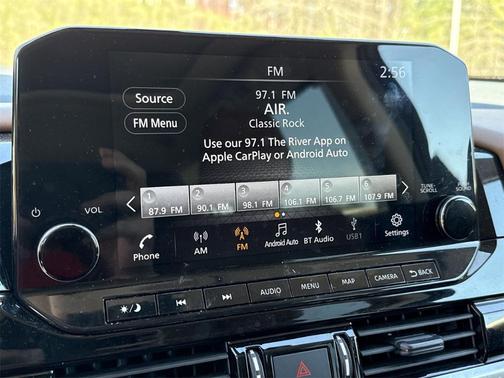 FM
2:56
Source
97.1 FM
AIR.
FM Menu
Classic Rock
Use our 97.1 The River App on
Apple CarPlay or Android Auto
1 2 3 4 5 6
87.9 FM 90.1 FM 98.1 FM 106.1 FM 106.7 FM 107.9 FM
VOL
TUNE·
SCROLL
SOUND
Phone AM FM Android Auto BT Audio USB1 Settings
AUDIO MENU MAP CAMERA BACK